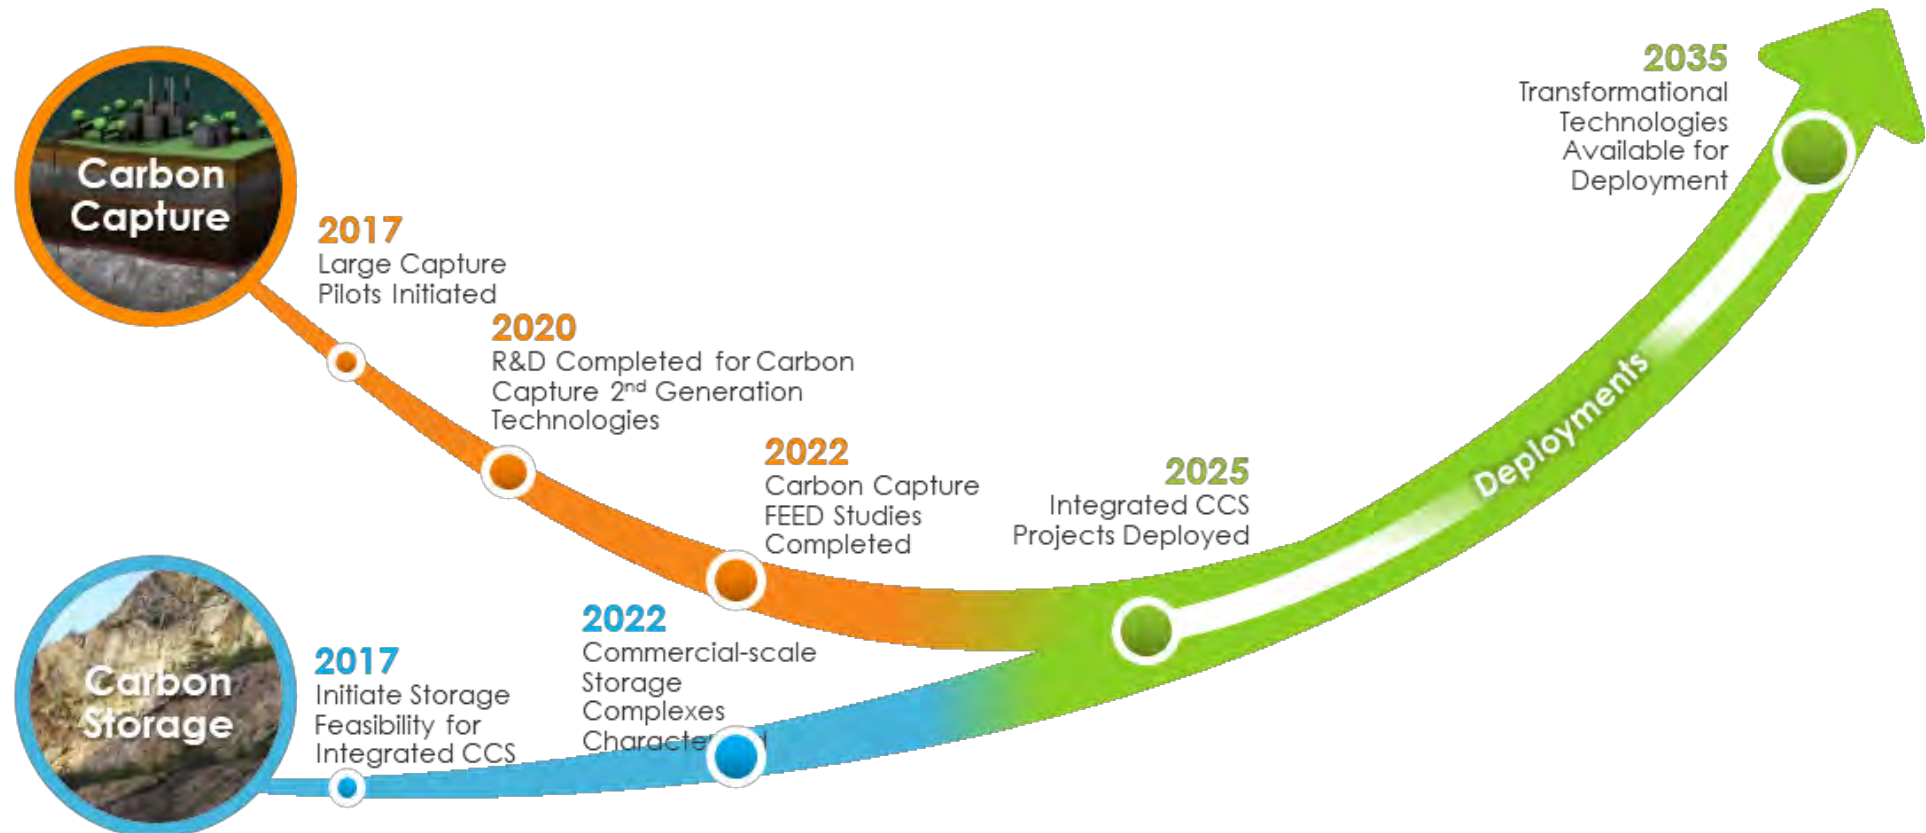 Carbon
Capture
2017
Large Capture
Pilots Initiated
2020
R&D Completed for Carbon
Capture 2nd Generation
Technologies
2022
Carbon Capture
FEED Studies
Completed
2025
Integrated CCS
Projects Deployed
2035
Transformational
Technologies
Available for
Deployment
Deployments
Carbon
Storage
2017
Initiate Storage
Feasibility for
Integrated CCS
2022
Commercial-scale
Storage
Complexes